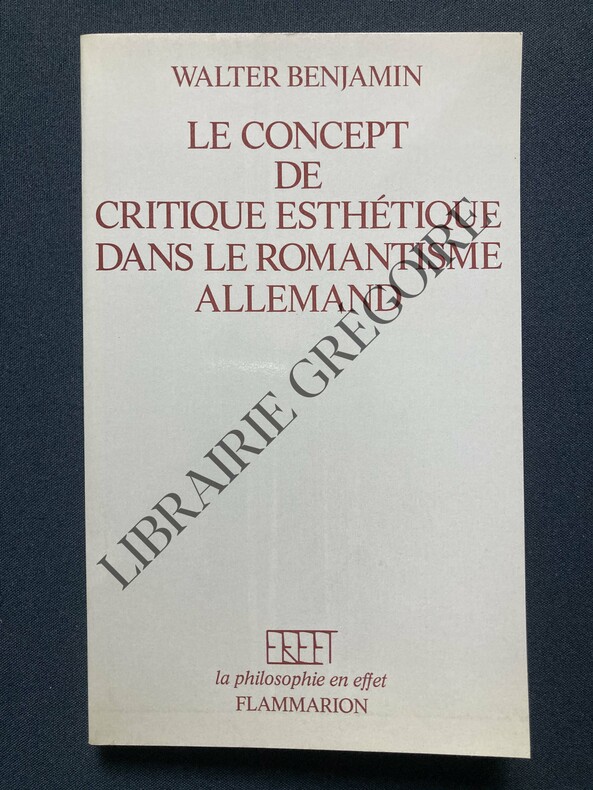 WALTER BENJAMIN
LE CONCEPT
DE
CRITIQUE ESTHÉTIQUE
DANS LE ROMANTISME
ALLEMAND
LIBRAIRIE GRÉGOIRE
EFFET
la philosophie en effet
FLAMMARION